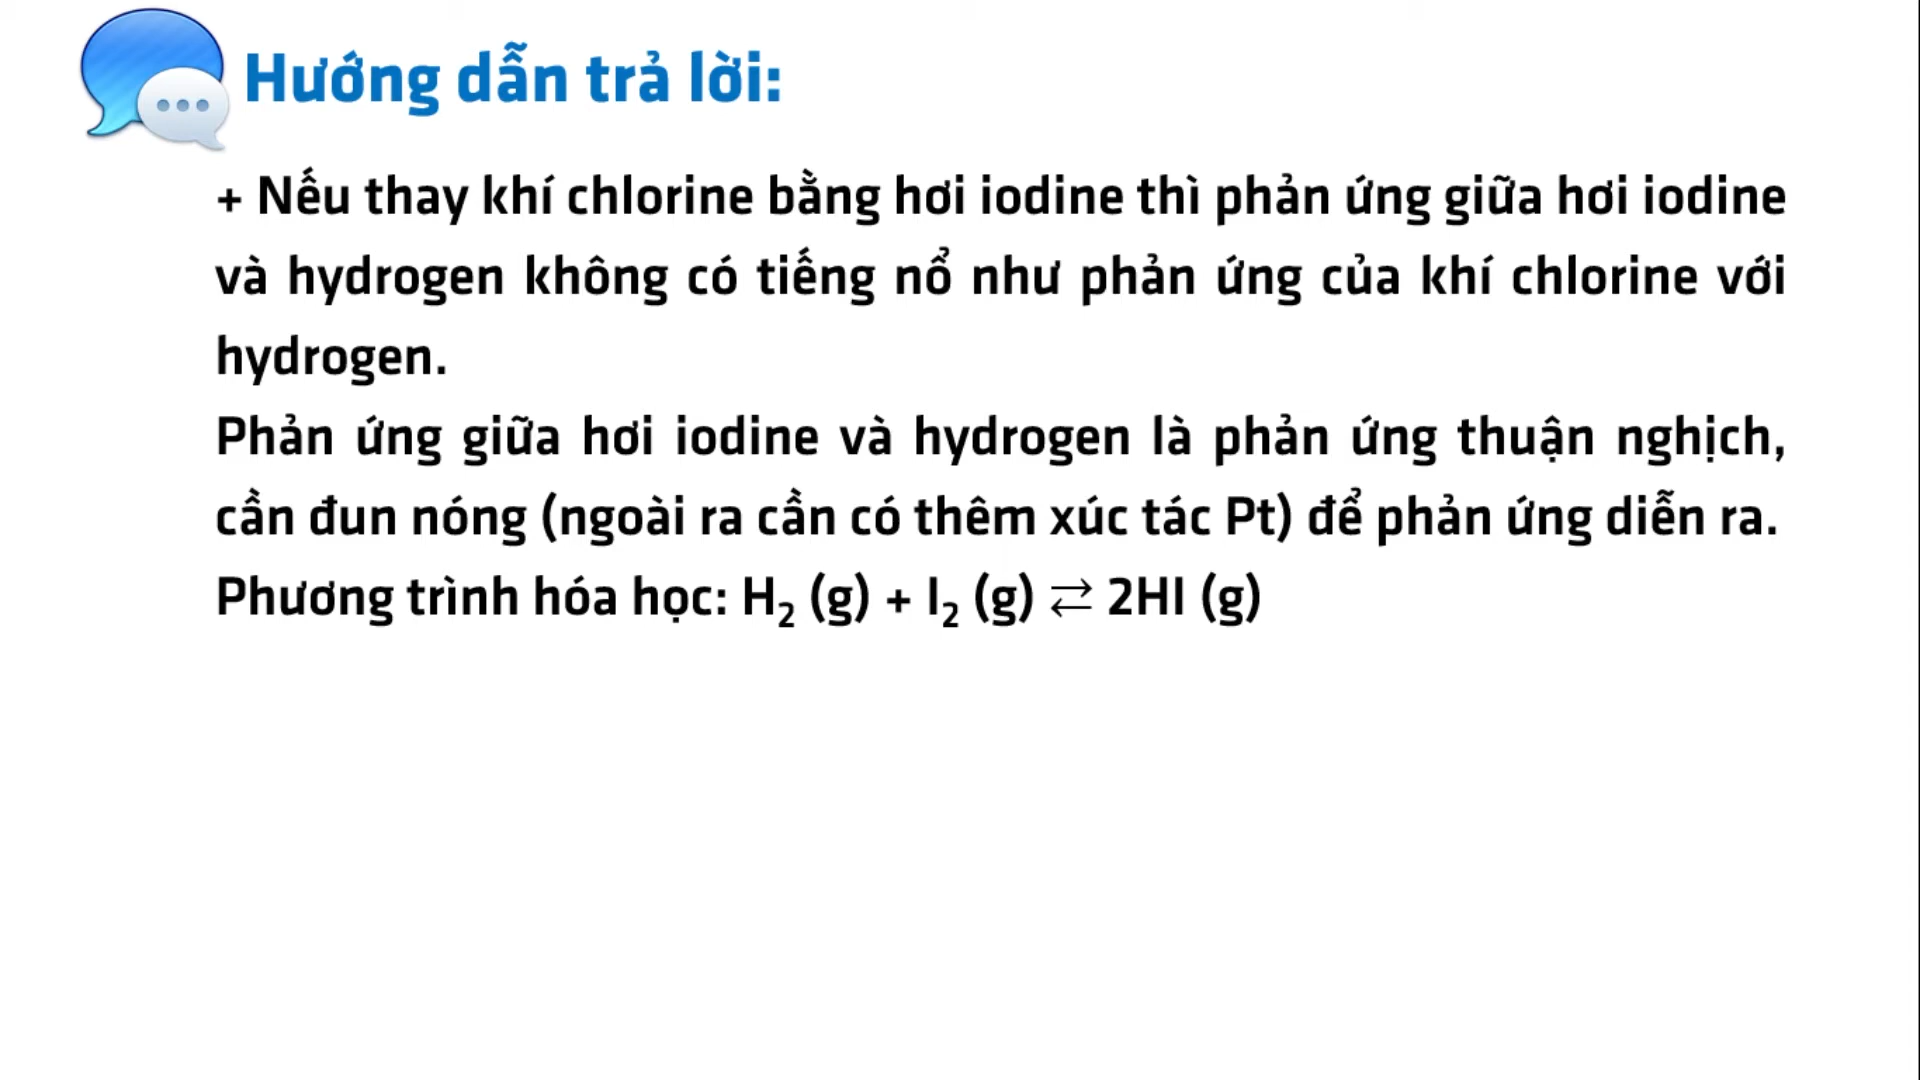 Hướng dẫn trả lời:
+ Nếu thay khí chlorine bằng hơi iodine thì phản ứng giữa hơi iodine
và hydrogen không có tiếng nổ như phản ứng của khí chlorine với
hydrogen.
Phản ứng giữa hơi iodine và hydrogen là phản ứng thuận nghịch,
cần đun nóng (ngoài ra cần có thêm xúc tác Pt) để phản ứng diễn ra.
Phương trình hóa học: H₂ (g) + I₂ (g) ⇄ 2HI (g)